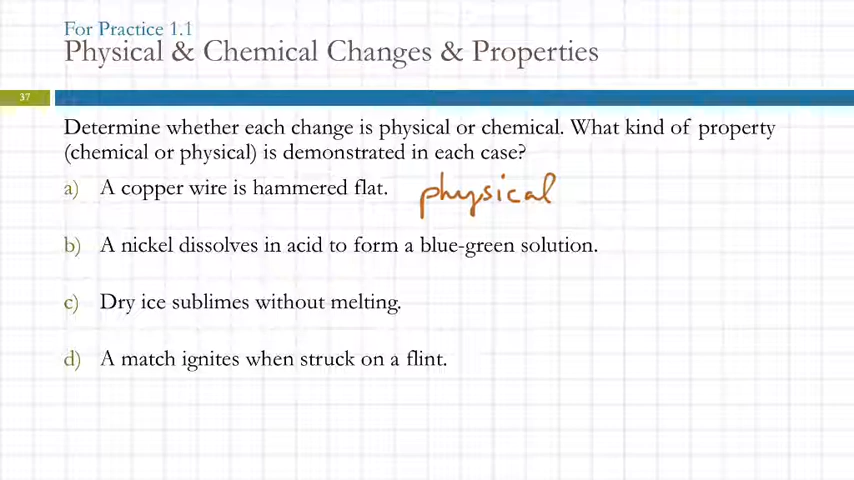 For Practice 1.1
Physical & Chemical Changes & Properties
37
Determine whether each change is physical or chemical. What kind of property
(chemical or physical) is demonstrated in each case?
a) A copper wire is hammered flat. physical
b) A nickel dissolves in acid to form a blue-green solution.
c) Dry ice sublimes without melting.
d) A match ignites when struck on a flint.